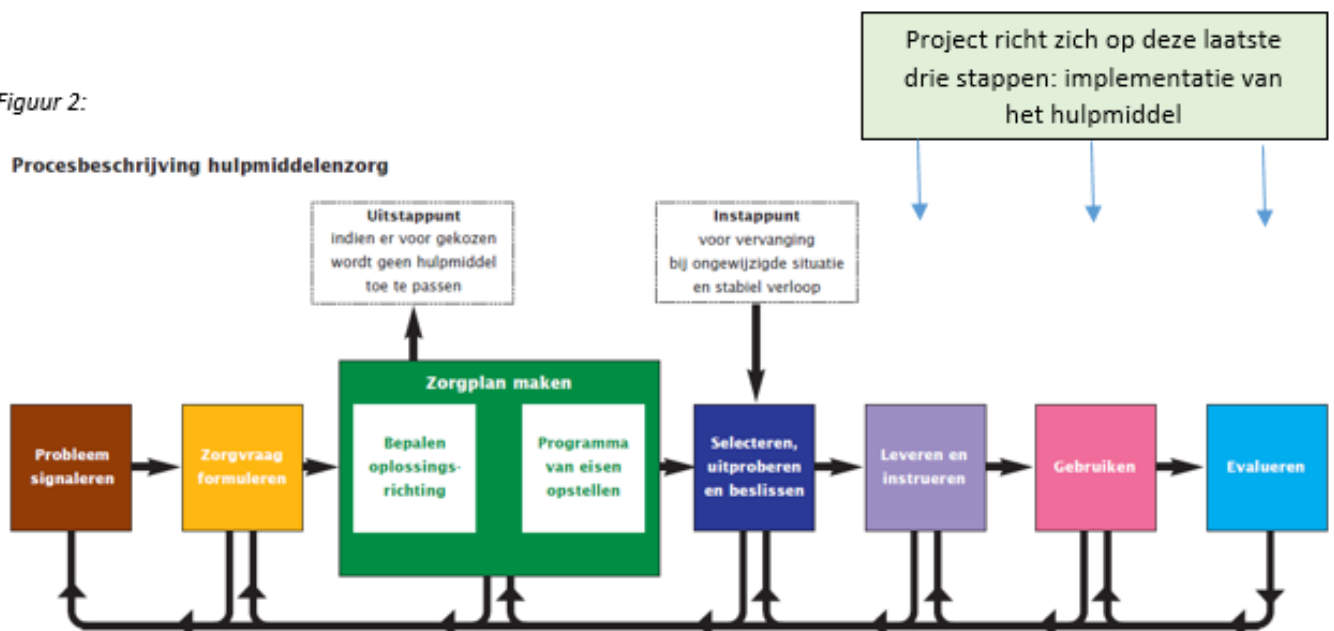 Project richt zich op deze laatste
drie stappen: implementatie van
het hulpmiddel
Figuur 2:
Procesbeschrijving hulpmiddelenzorg
Uitstappunt
indien er voor gekozen
wordt geen hulpmiddel
toe te passen
Instappunt
voor vervanging
bij ongewijzigde situatie
en stabiel verloop
Probleem
signaleren
Zorgvraag
formuleren
Zorgplan maken
Bepalen
oplossings-
richting
Programma
van eisen
opstellen
Selecteren,
uitproberen
en beslissen
Leveren en
instrueren
Gebruiken
Evalueren